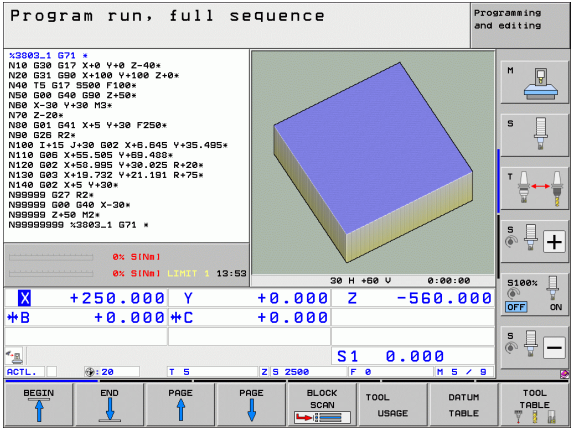 Program run, full sequence
Programming
and editing
%3803_1 G71 *
N10 G30 G17 X+0 Y+0 Z-40*
N20 G31 G90 X+100 Y+100 Z+0*
N40 T5 G17 S500 F100*
N50 G00 G40 G90 Z+50*
N60 X-30 Y+30 M3*
N70 Z-20*
N80 G01 G41 X+5 Y+30 F250*
N90 G26 R2*
N100 I+15 J+30 G02 X+6.645 Y+35.495*
N110 G06 X+55.505 Y+69.488*
N120 G02 X+58.995 Y+30.025 R+20*
N130 G03 X+19.732 Y+21.191 R+75*
N140 G02 X+5 Y+30*
N99999 G27 R2*
N99999 G00 G40 X-30*
N99999 Z+50 M2*
N99999999 %3803_1 G71 *
0% S[Nm]
0% S[Nm] LIMIT 1 13:53
30 H +60 V 0:00:00
X +250.000 Y +0.000 Z -560.000
B +0.000 C +0.000
S1 0.000
ACTL. :20 T 5 Z S 2500 F 0 M 5 / 9
M
S
T
S
+
S100%
OFF ON
S
−
BEGIN
END
PAGE
PAGE
BLOCK
SCAN
TOOL
USAGE
DATUM
TABLE
TOOL
TABLE